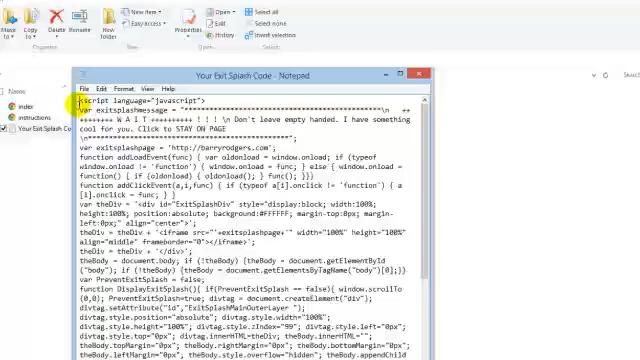 Move to
Copy to
Delete
Rename
New folder
Easy access
Properties
Open
Edit
History
Select all
Select none
Invert selection
Organize
New
Open
Select
Your Exit Splash Code - Notepad
Name
Searc
File Edit Format View Help
index
instructions
Your Exit Splash Co
<script language="javascript">
var exitsplashmessage = "***************************************\n ++
++++++++ W A I T ++++++++++ ! ! ! \n Don't leave empty handed. I have something
cool for you. Click to STAY ON PAGE
\n***************************************";
var exitsplashpage = 'http://barryrodgers.com';
function addLoadEvent(func) { var oldonload = window.onload; if (typeof
window.onload != 'function') { window.onload = func; } else { window.onload =
function() { if (oldonload) { oldonload(); } func(); }}}
function addClickEvent(a,i,func) { if (typeof a[i].onclick != 'function') { a
[i].onclick = func; } }
var theDiv = '<div id="ExitSplashDiv" style="display:block; width:100%;
height:100%; position:absolute; background:#FFFFFF; margin-top:0px; margin-
left:0px;" align="center">';
theDiv = theDiv + '<iframe src="'+exitsplashpage+'" width="100%" height="100%"
align="middle" frameborder="0"></iframe>';
theDiv = theDiv + '</div>';
theBody = document.body; if (!theBody) {theBody = document.getElementById
("body"); if (!theBody) {theBody = document.getElementsByTagName("body")[0];}}
var PreventExitSplash = false;
function DisplayExitSplash() { if(PreventExitSplash == false) { window.scrollTo
(0,0); PreventExitSplash=true; divtag = document.createElement("div");
divtag.setAttribute("id","ExitSplashMainOuterLayer ");
divtag.style.position="absolute"; divtag.style.width="100%";
divtag.style.height="100%"; divtag.style.zIndex="99"; divtag.style.left="0px";
divtag.style.top="0px"; divtag.innerHTML=theDiv; theBody.innerHTML="";
theBody.topMargin="0px"; theBody.rightMargin="0px"; theBody.bottomMargin="0px";
theBody.leftMargin="0px"; theBody.style.overflow="hidden"; theBody.appendChild